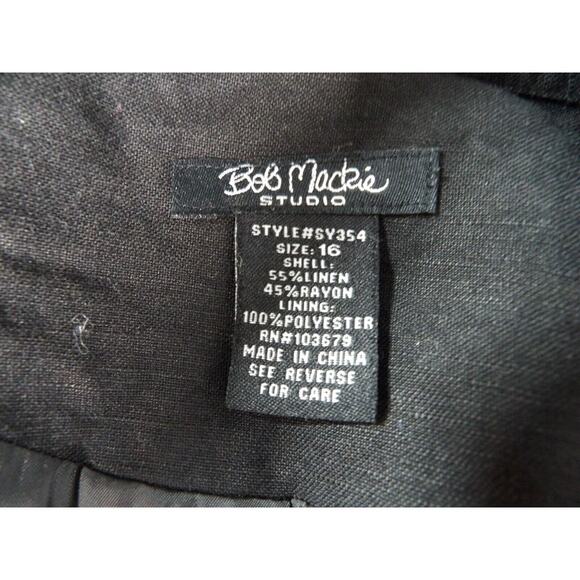 Bob Mackie
STUDIO
STYLE#SY354
SIZE: 16
SHELL:
55%LINEN
45%RAYON
LINING:
100%POLYESTER
RN#103679
MADE IN CHINA
SEE REVERSE
FOR CARE